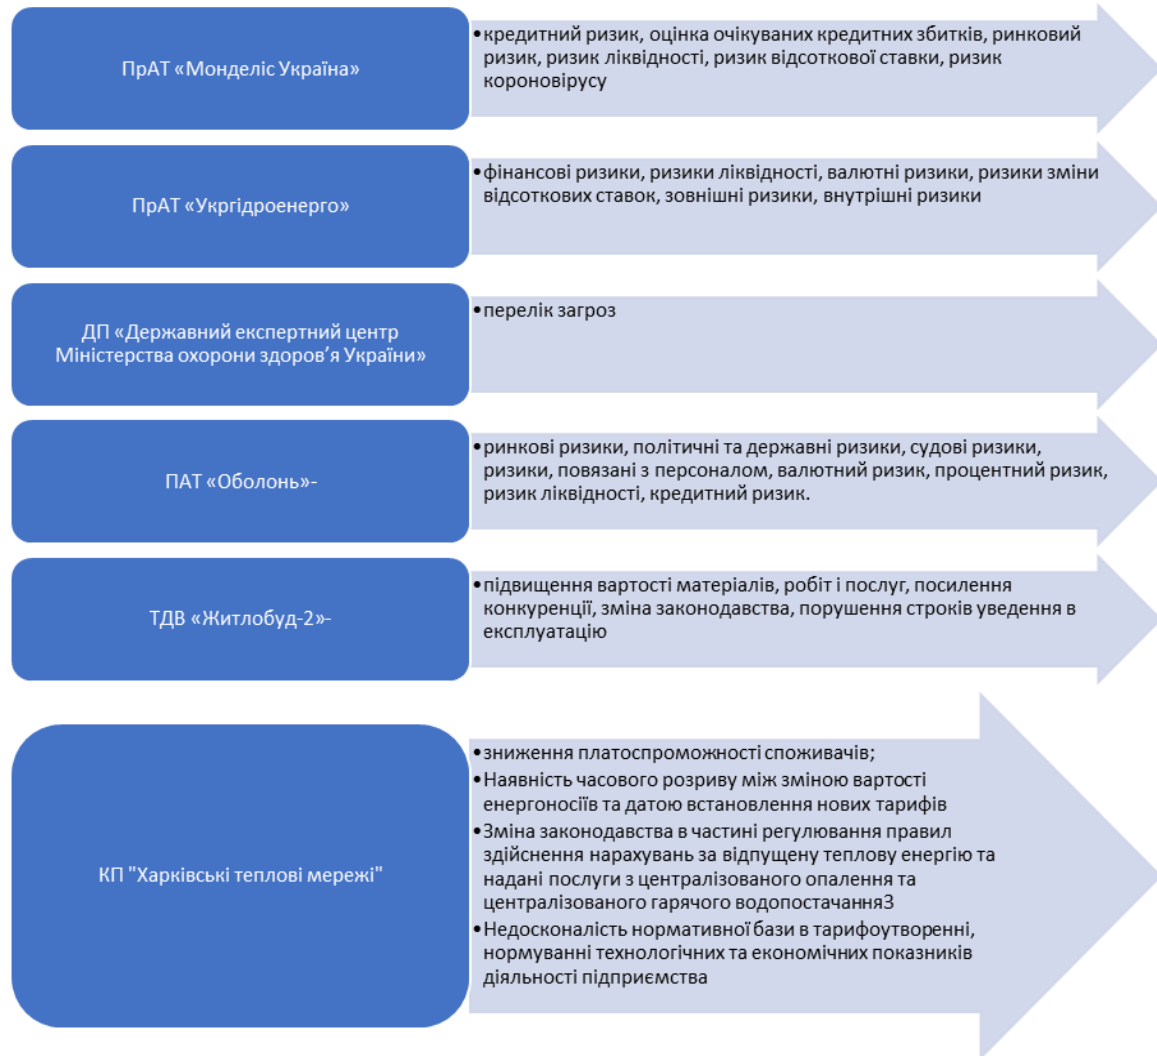 ПрАТ «Монделіс Україна»
•кредитний ризик, оцінка очікуваних кредитних збитків, ринковий
ризик, ризик ліквідності, ризик відсоткової ставки, ризик
короновірусу
ПрАТ «Укргідроенерго»
•фінансові ризики, ризики ліквідності, валютні ризики, ризики зміни
відсоткових ставок, зовнішні ризики, внутрішні ризики
ДП «Державний експертний центр
Міністерства охорони здоров’я України»
•перелік загроз
ПАТ «Оболонь»-
•ринкові ризики, політичні та державні ризики, судові ризики,
ризики, повязані з персоналом, валютний ризик, процентний ризик,
ризик ліквідності, кредитний ризик.
ТДВ «Житлобуд-2»-
•підвищення вартості матеріалів, робіт і послуг, посилення
конкуренції, зміна законодавства, порушення строків уведення в
експлуатацію
КП "Харківські теплові мережі"
•зниження платоспроможності споживачів;
•Наявність часового розриву між зміною вартості
енергоносіїв та датою встановлення нових тарифів
•Зміна законодавства в частині регулювання правил
здійснення нарахувань за відпущену теплову енергію та
надані послуги з централізованого опалення та
централізованого гарячого водопостачання3
•Недосконалість нормативної бази в тарифоутворенні,
нормуванні технологічних та економічних показників
діяльності підприємства